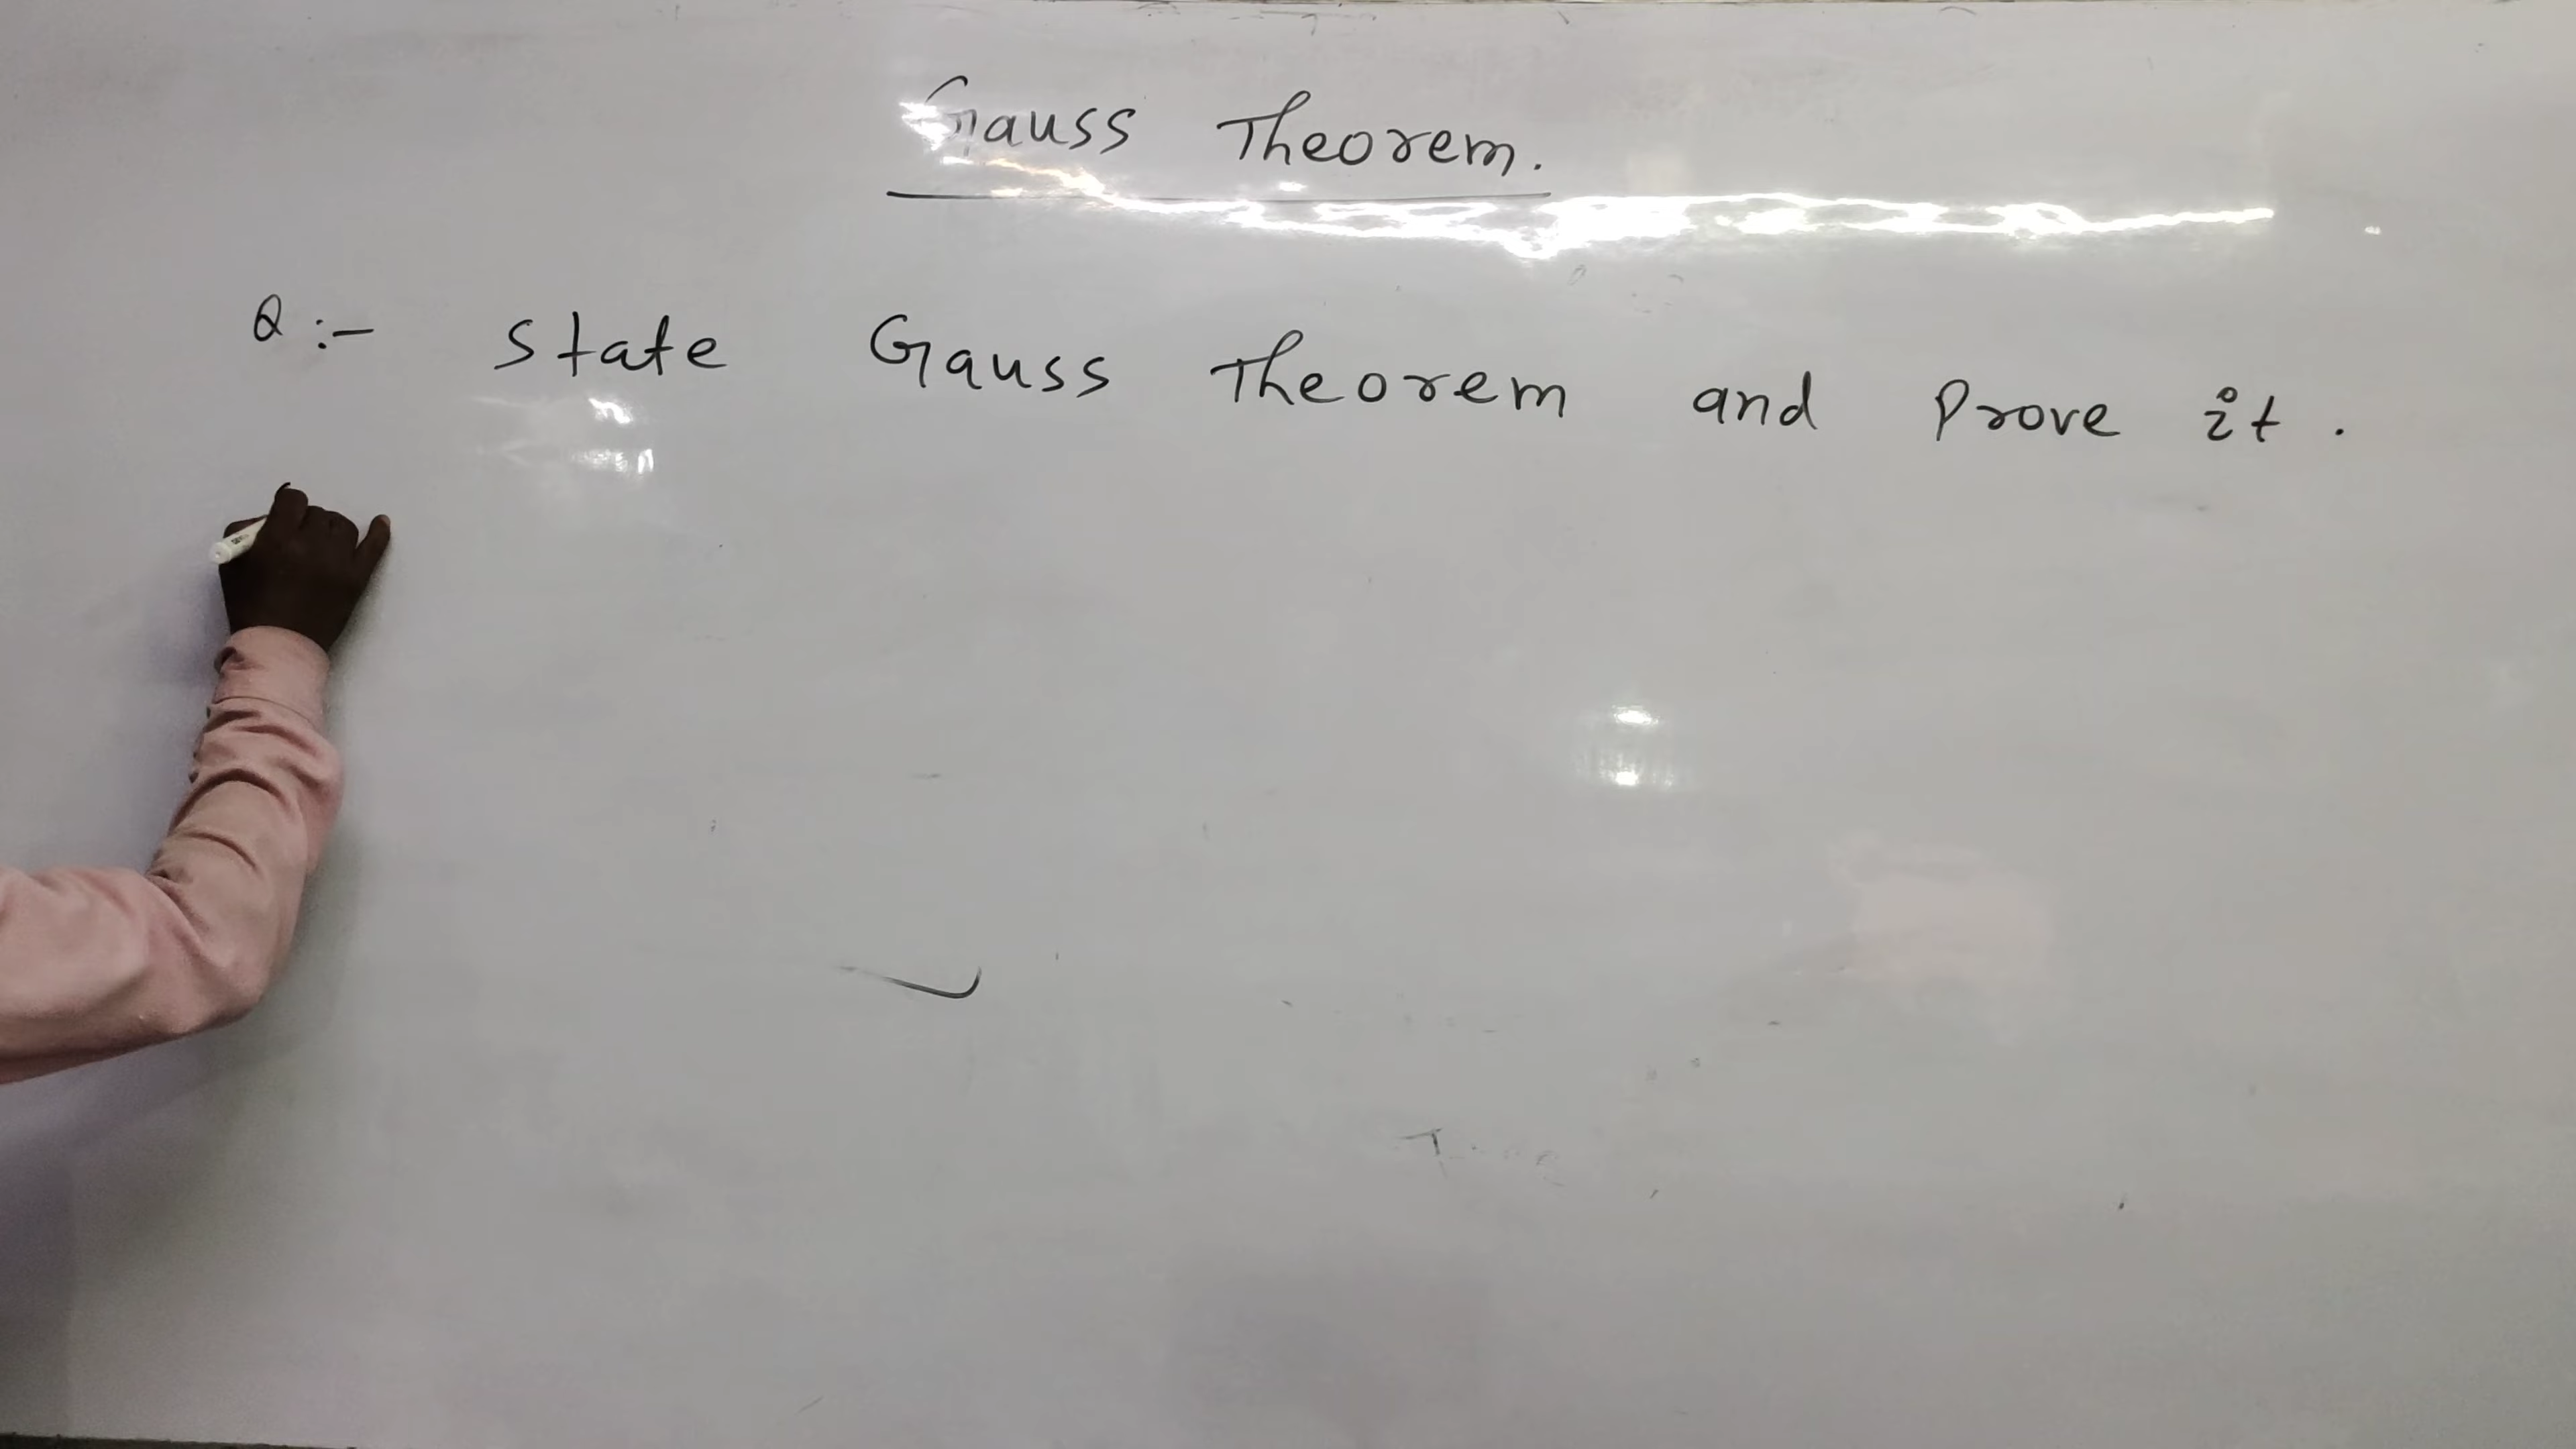 Gauss Theorem.
Q :- State Gauss Theorem and Prove it .